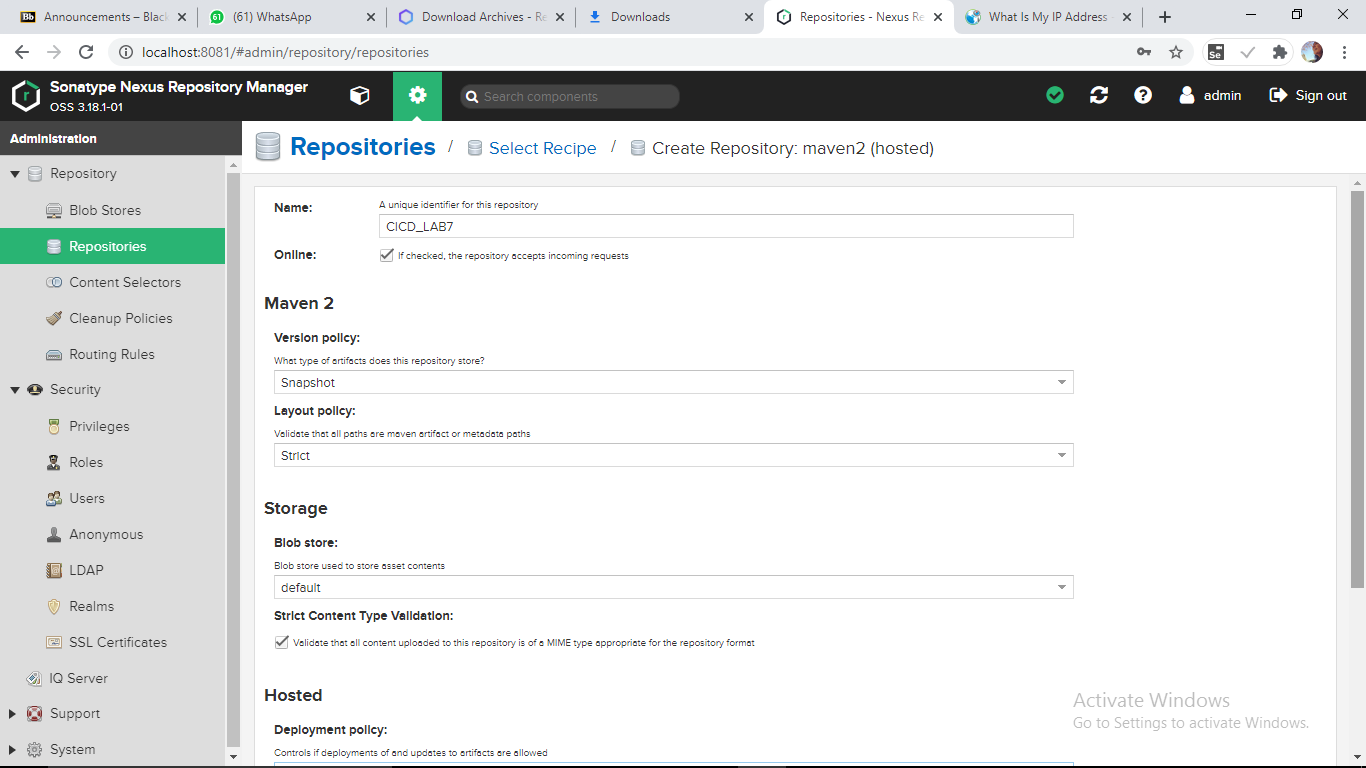 Announcements – Black
(61) WhatsApp
Download Archives - Re
Downloads
Repositories - Nexus Re
What Is My IP Address
localhost:8081/#admin/repository/repositories
Sonatype Nexus Repository Manager
OSS 3.18.1-01
Search components
admin
Sign out
Administration
Repositories / Select Recipe / Create Repository: maven2 (hosted)
Repository
Blob Stores
Repositories
Content Selectors
Cleanup Policies
Routing Rules
Security
Privileges
Roles
Users
Anonymous
LDAP
Realms
SSL Certificates
IQ Server
Support
System
Name:
A unique identifier for this repository
CICD_LAB7
Online:
If checked, the repository accepts incoming requests
Maven 2
Version policy:
What type of artifacts does this repository store?
Snapshot
Layout policy:
Validate that all paths are maven artifact or metadata paths
Strict
Storage
Blob store:
Blob store used to store asset contents
default
Strict Content Type Validation:
Validate that all content uploaded to this repository is of a MIME type appropriate for the repository format
Hosted
Deployment policy:
Controls if deployments of and updates to artifacts are allowed
Activate Windows
Go to Settings to activate Windows.